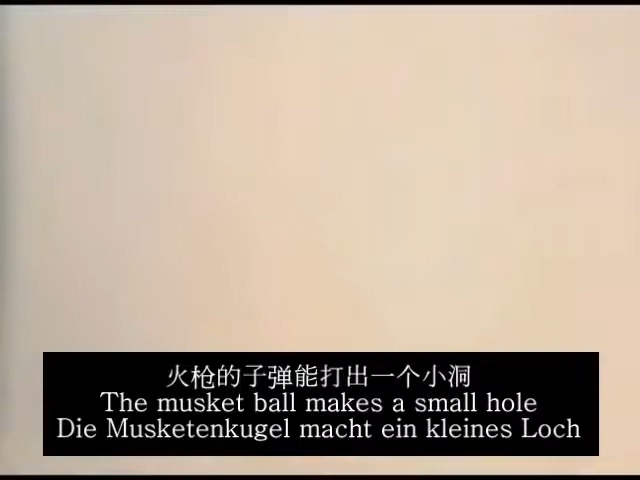 火枪的子弹能打出一个小洞
The musket ball makes a small hole
Die Musketenkugel macht ein kleines Loch